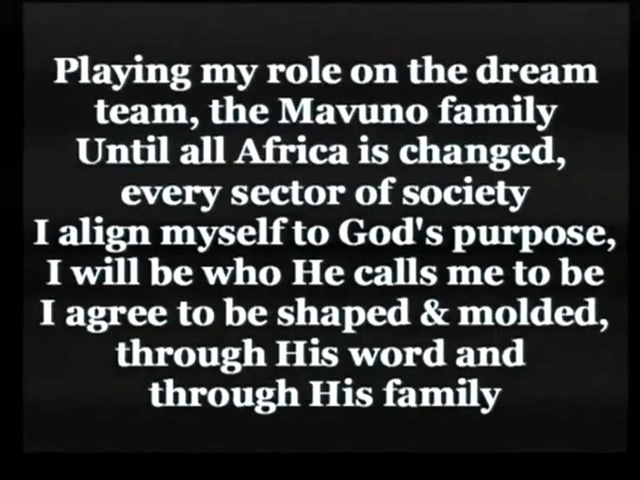 Playing my role on the dream
team, the Mavuno family
Until all Africa is changed,
every sector of society
I align myself to God's purpose,
I will be who He calls me to be
I agree to be shaped & molded,
through His word and
through His family